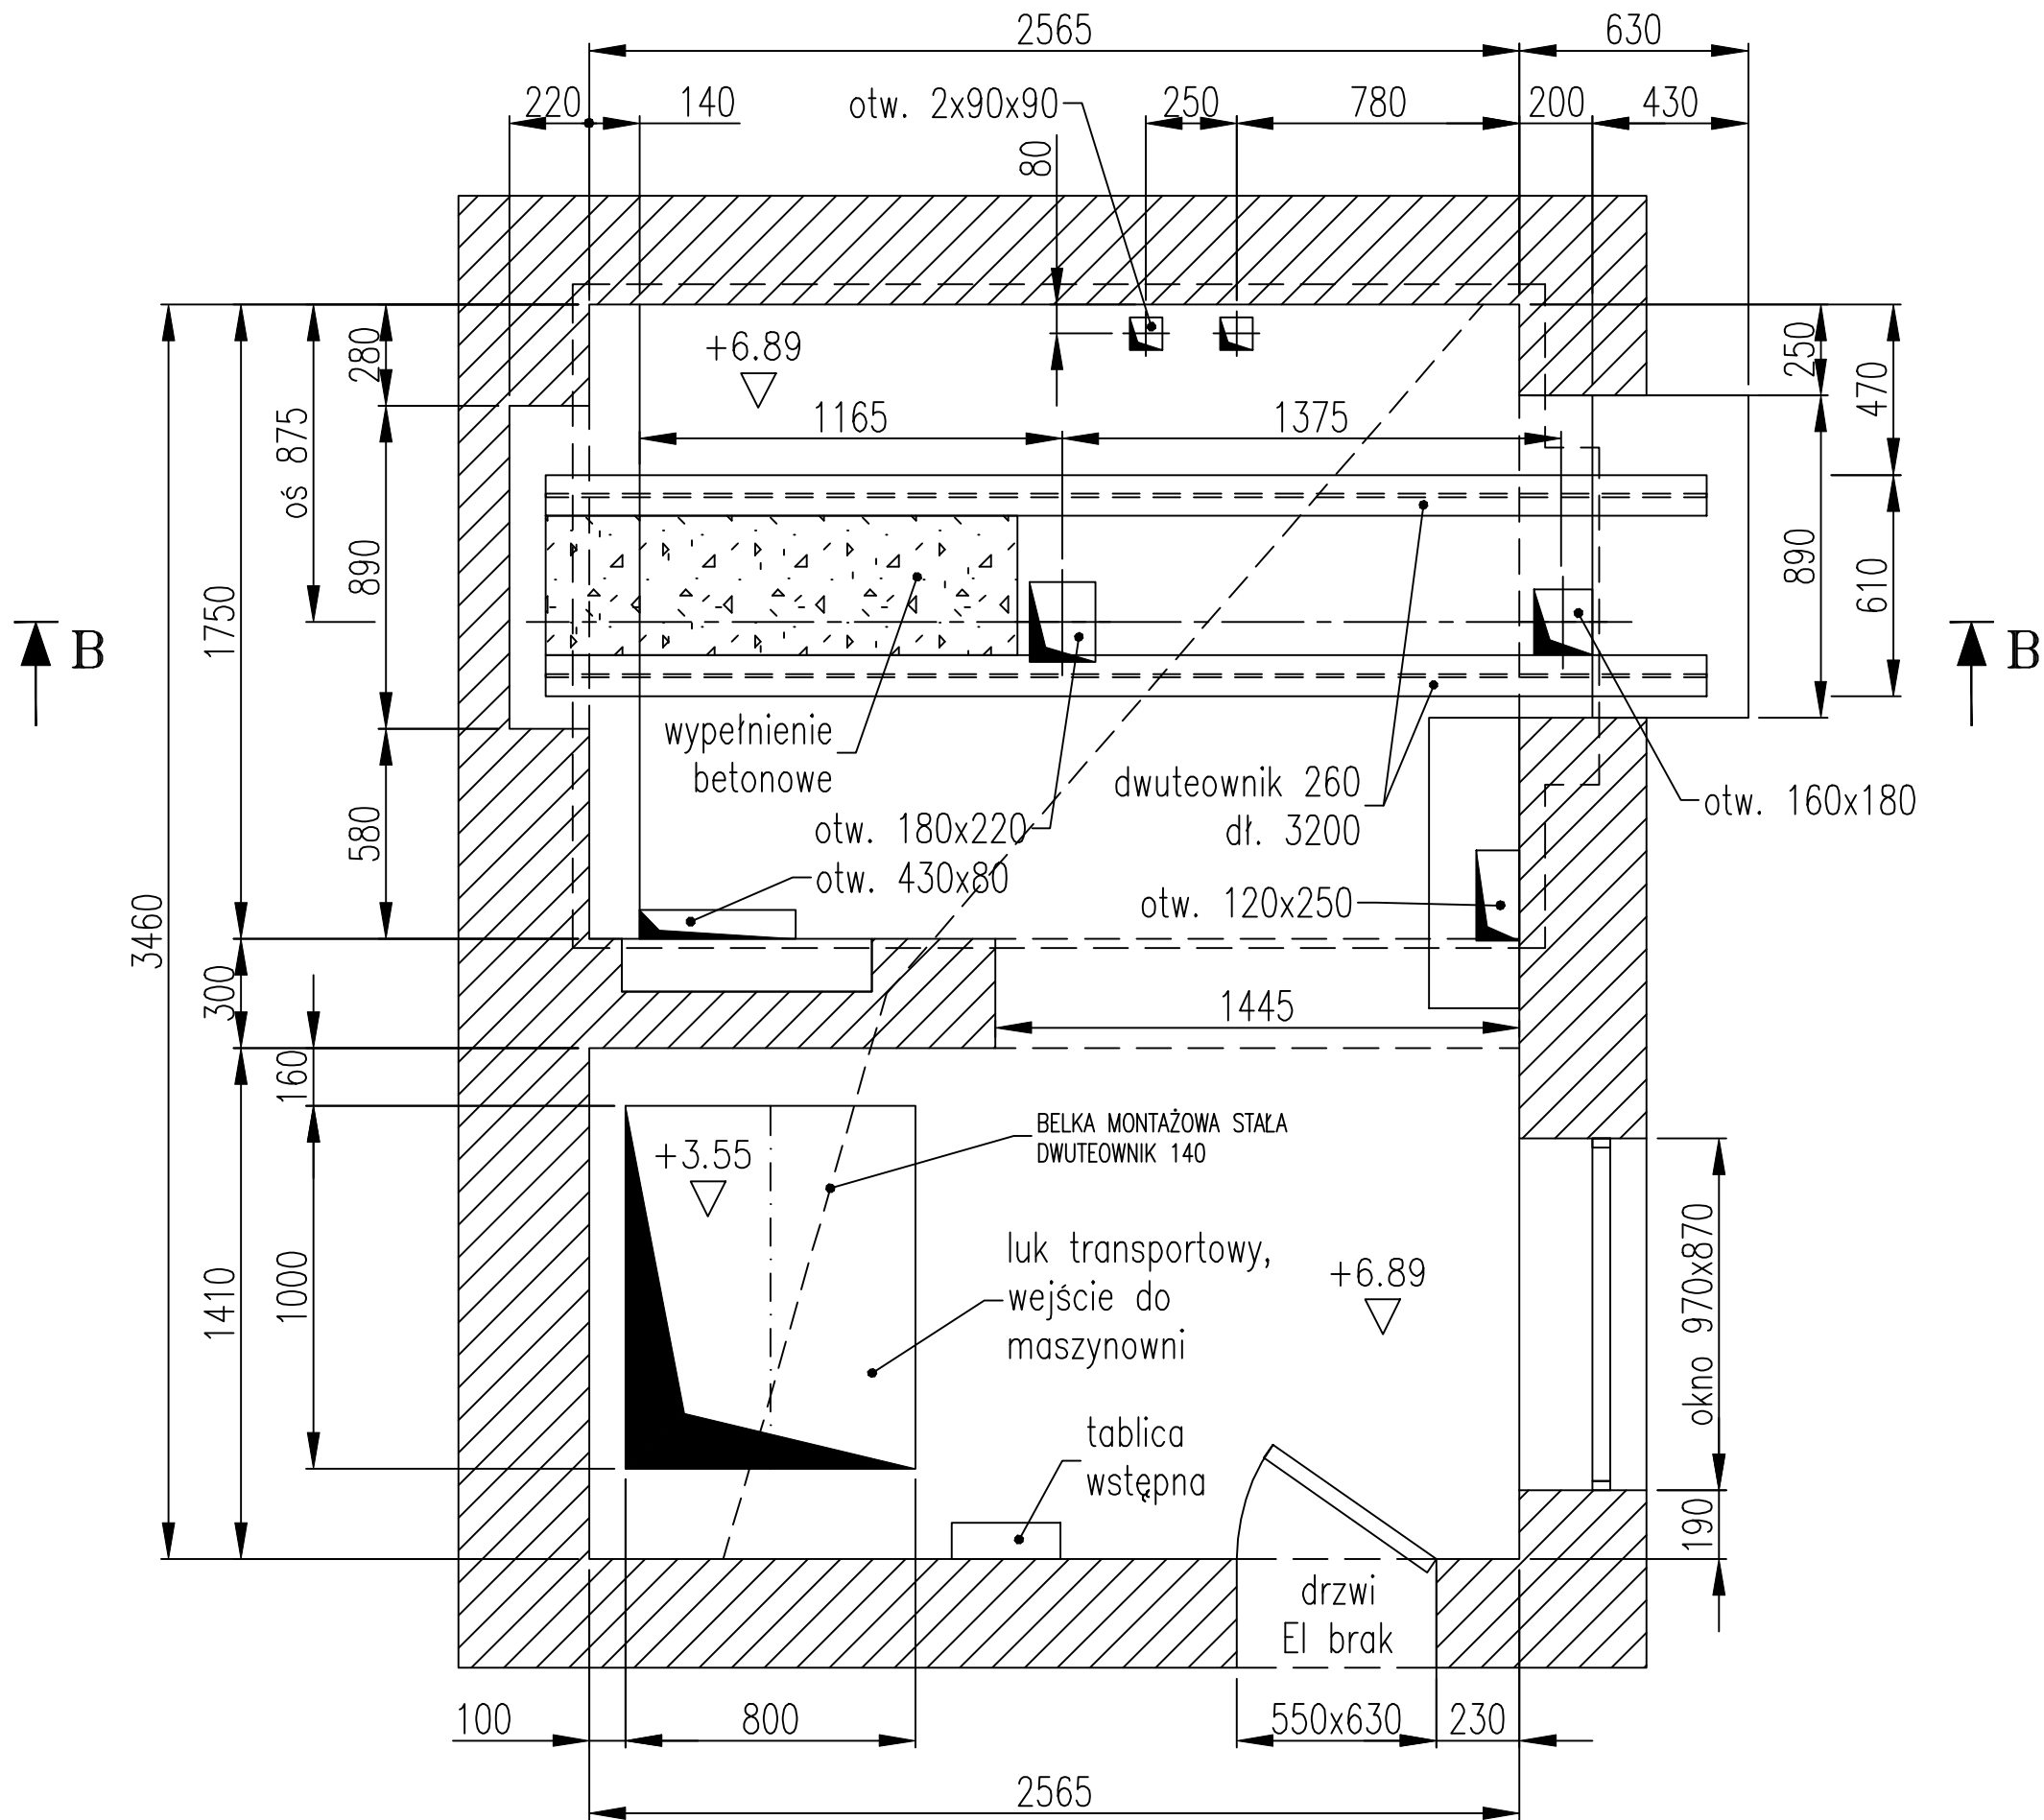 2565
630
220
140
otw. 2x90x90
250
780
200
430
80
+6.89
280
oś 875
1750
890
580
3460
300
160
1000
1410
250
470
890
610
1165
1375
B
B
wypełnienie
betonowe
dwuteownik 260
dł. 3200
otw. 160x180
otw. 180x220
otw. 430x80
otw. 120x250
1445
BELKA MONTAŻOWA STAŁA
DWUTEOWNIK 140
+3.55
luk transportowy,
wejście do
maszynowni
+6.89
okno 970x870
190
tablica
wstępna
drzwi
EI brak
100
800
550x630
230
2565